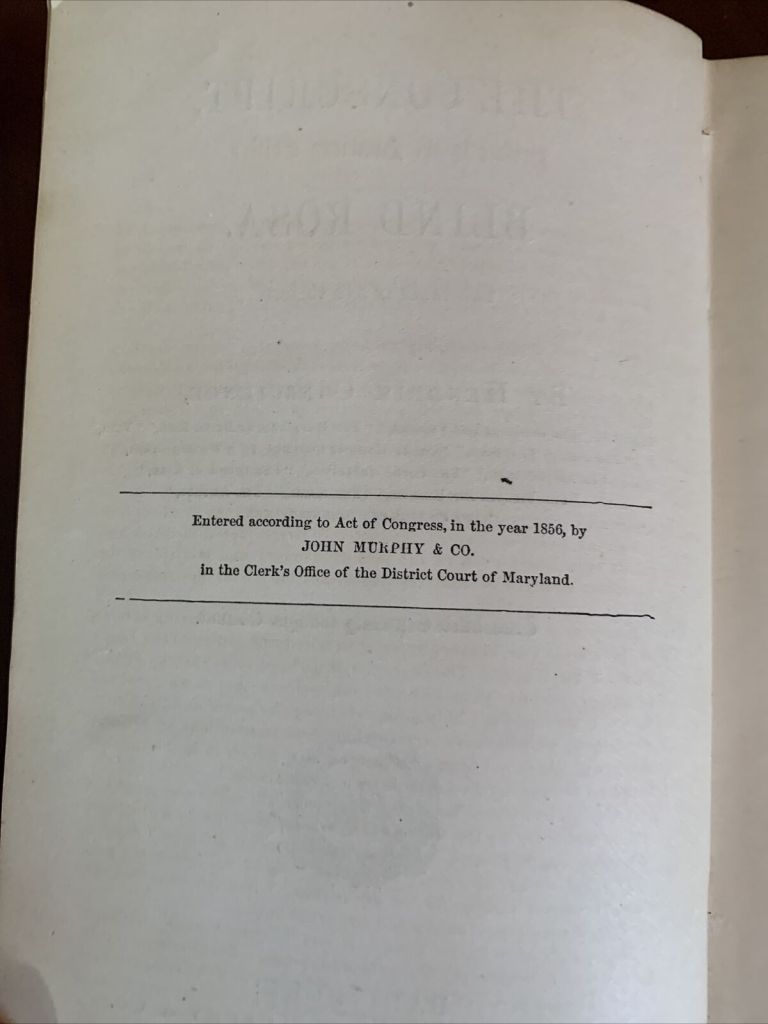 Entered according to Act of Congress, in the year 1856, by
JOHN MURPHY & CO.
in the Clerk's Office of the District Court of Maryland.